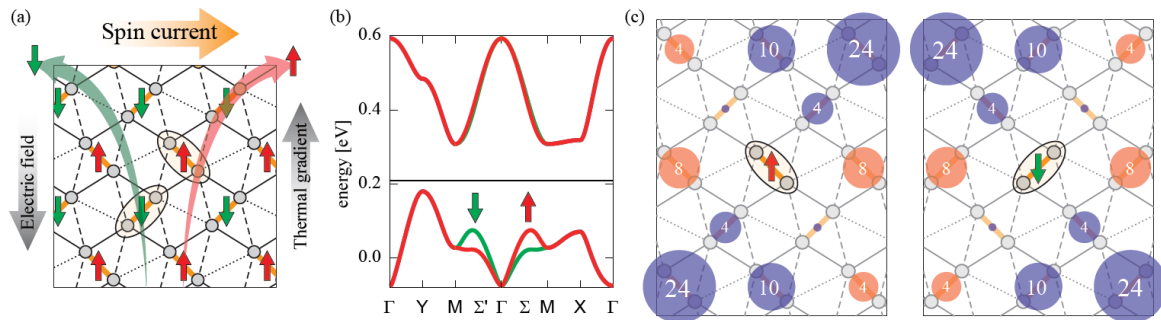 (a)
Spin current
Electric field
Thermal gradient
(b)
energy [eV]
0.6
0.4
0.2
0.0
Γ Y M Σ' Γ Σ M X Γ
(c)
4 10 24
4
8 8
4
24 10 4
24 10 4
4
8 8
4
4 10 24